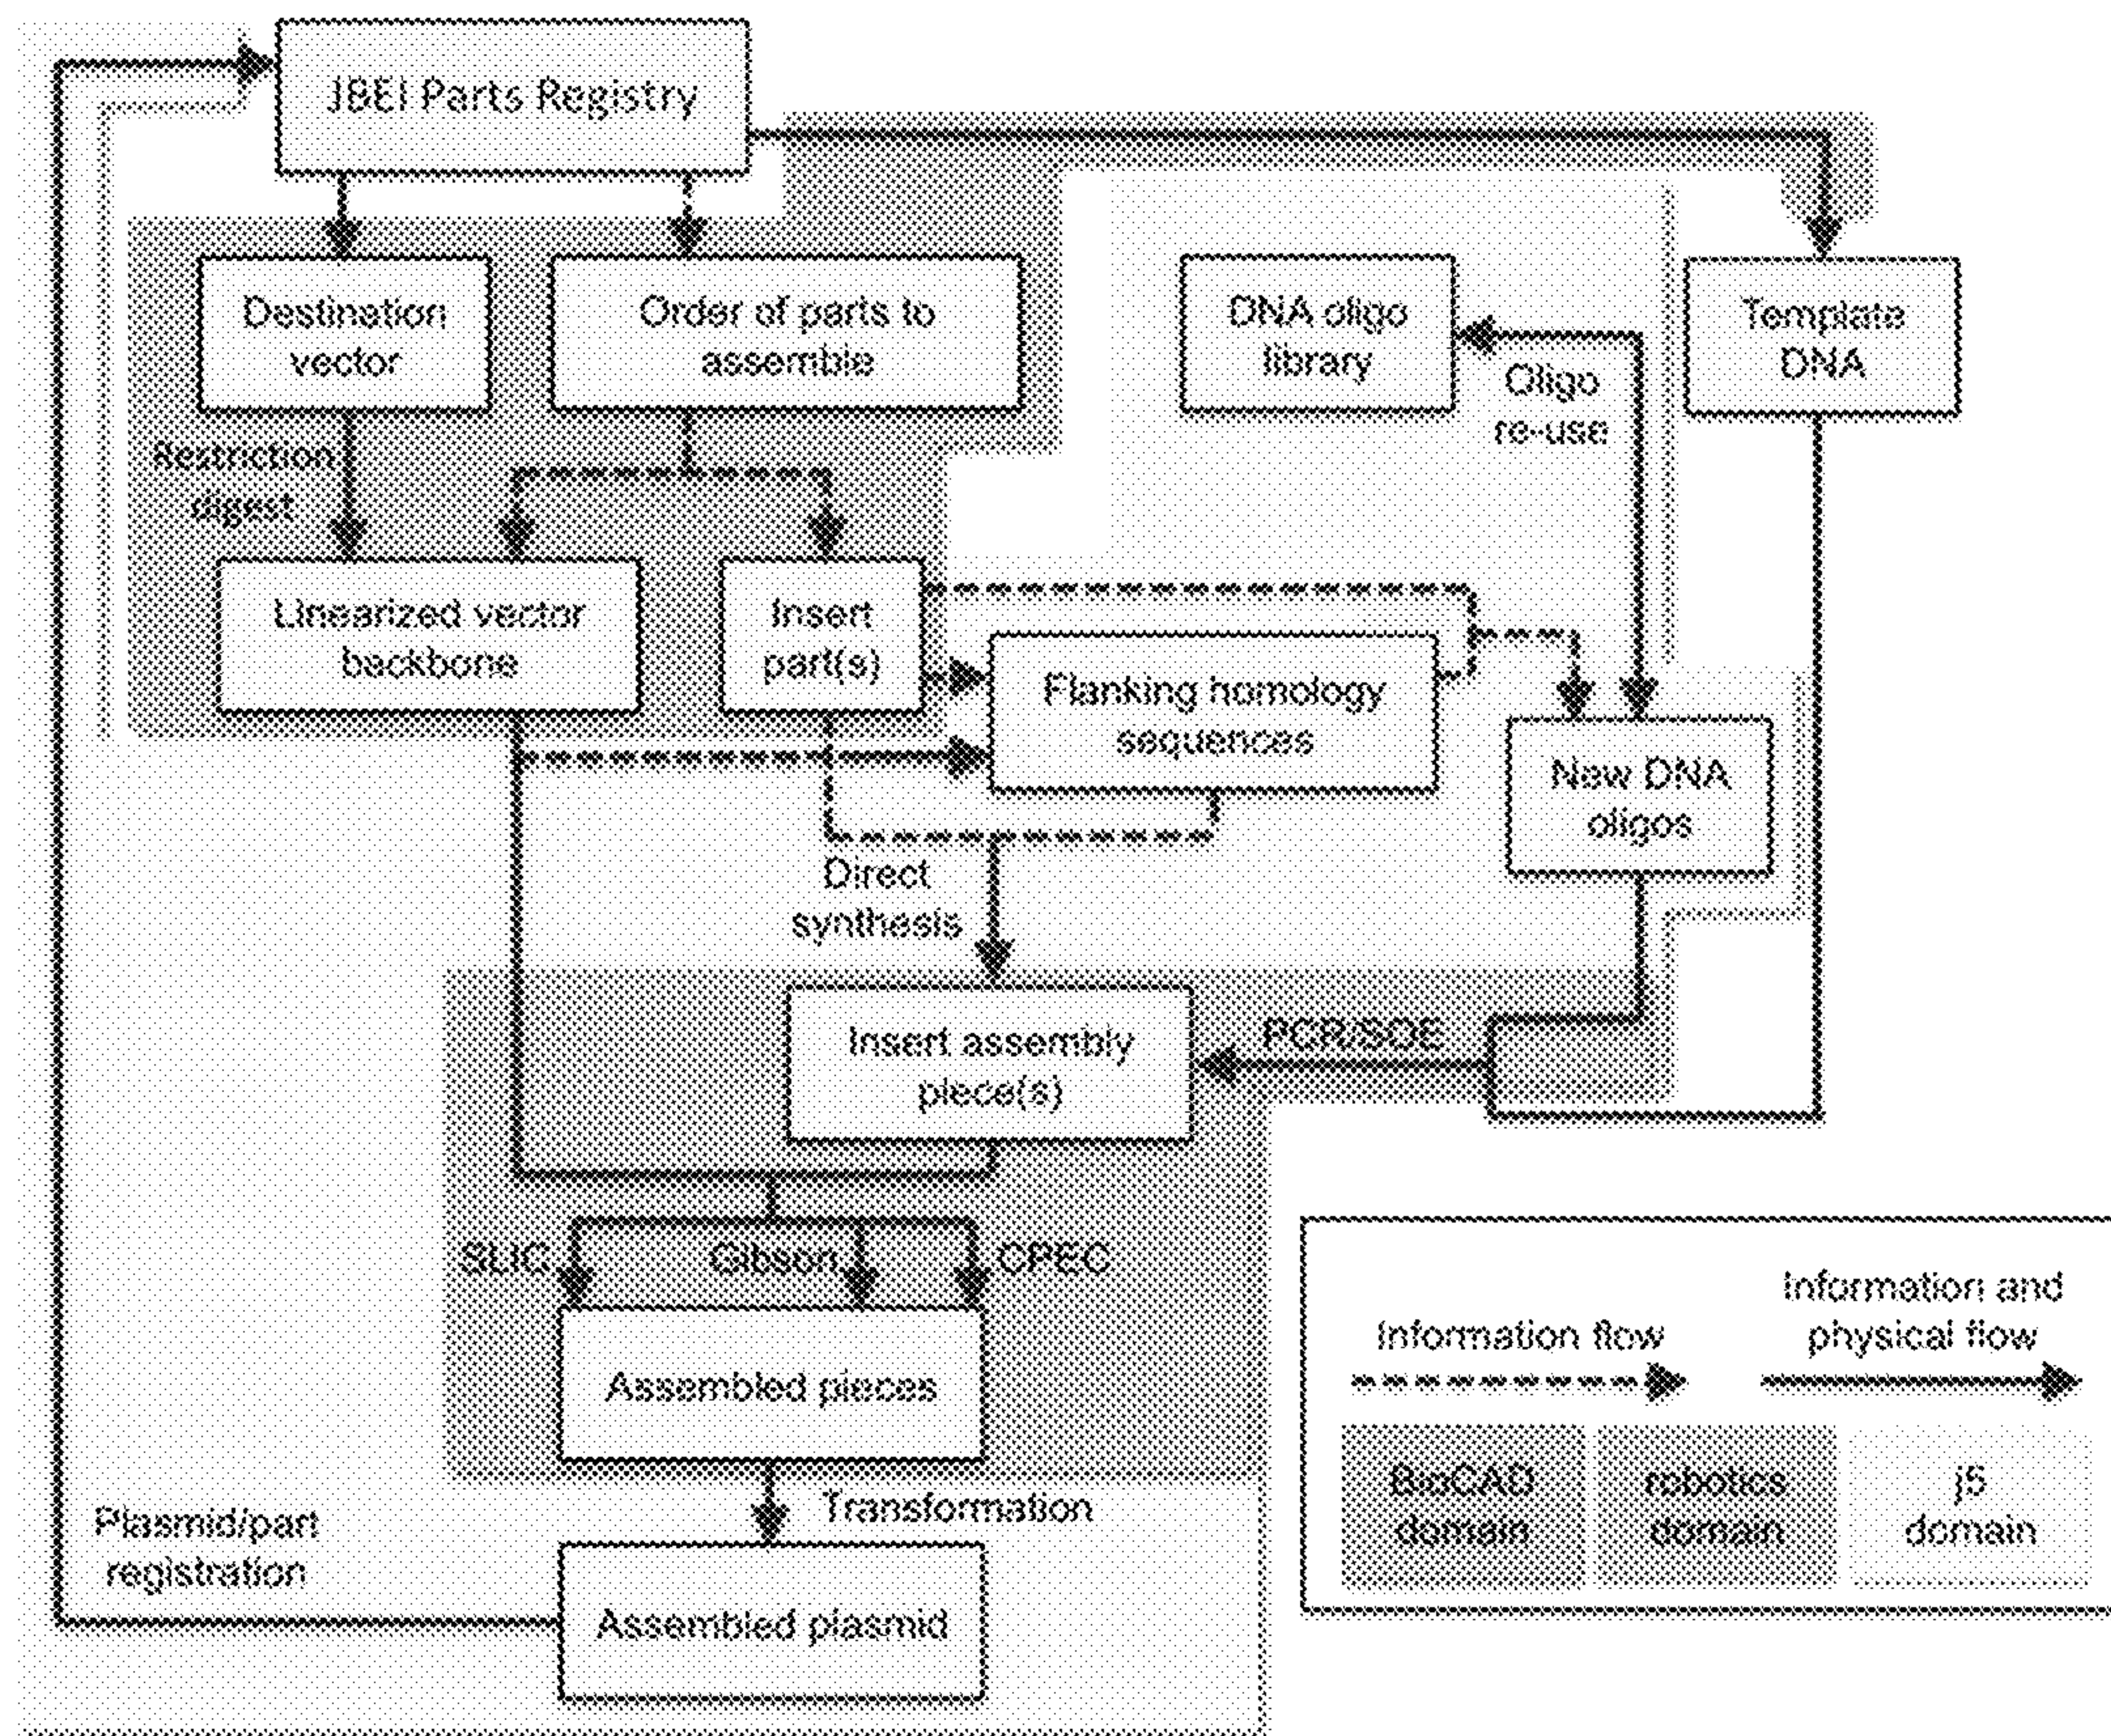 JBEI Parts Registry
Destination
vector
Order of parts to
assemble
DNA oligo
library
Template
DNA
Oligo
re-use
Restriction
digest
Linearized vector
backbone
Insert
part(s)
Flanking homology
sequences
New DNA
oligos
Direct
synthesis
Insert assembly
piece(s)
PCR/SOE
SLIC
Gibson
CPEC
Assembled pieces
Transformation
Plasmid/part
registration
Assembled plasmid
Information flow
Information and
physical flow
BioCAD
domain
robotics
domain
j5
domain